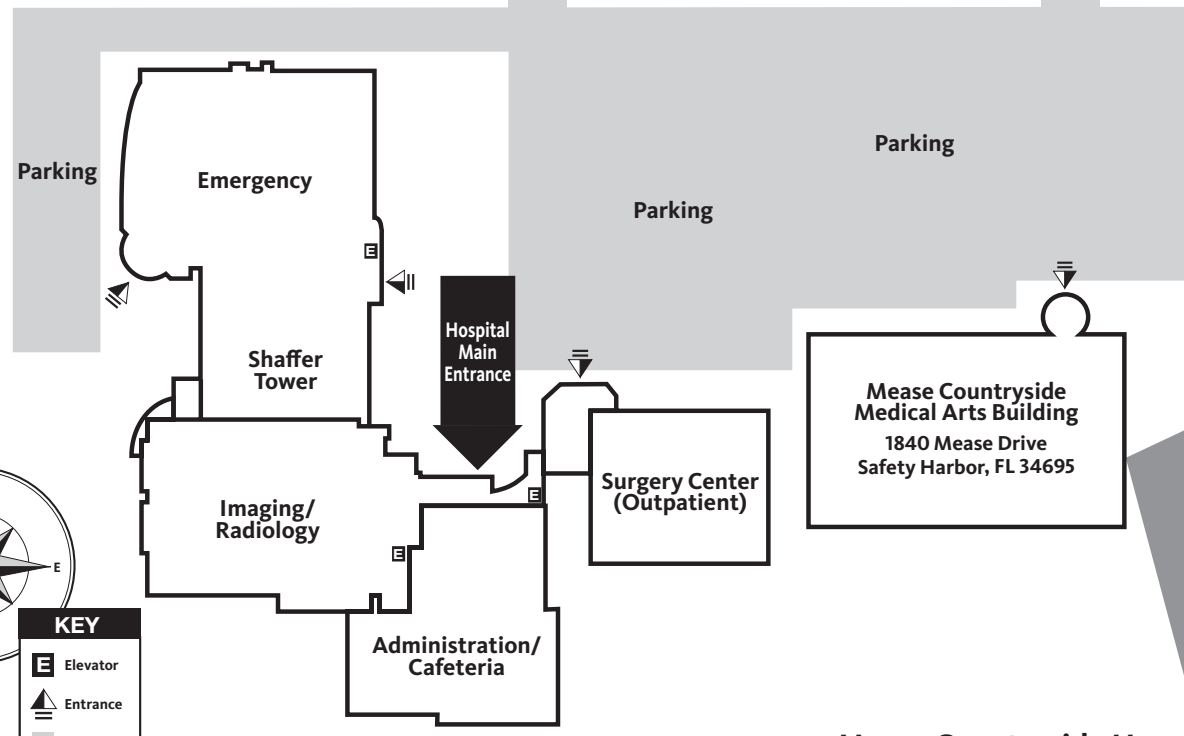 Parking
Emergency
Parking
Parking
E
Shaffer
Tower
Hospital
Main
Entrance
Mease Countryside
Medical Arts Building
1840 Mease Drive
Safety Harbor, FL 34695
Surgery Center
(Outpatient)
E
Imaging/
Radiology
E
E
Administration/
Cafeteria
KEY
E Elevator
Entrance